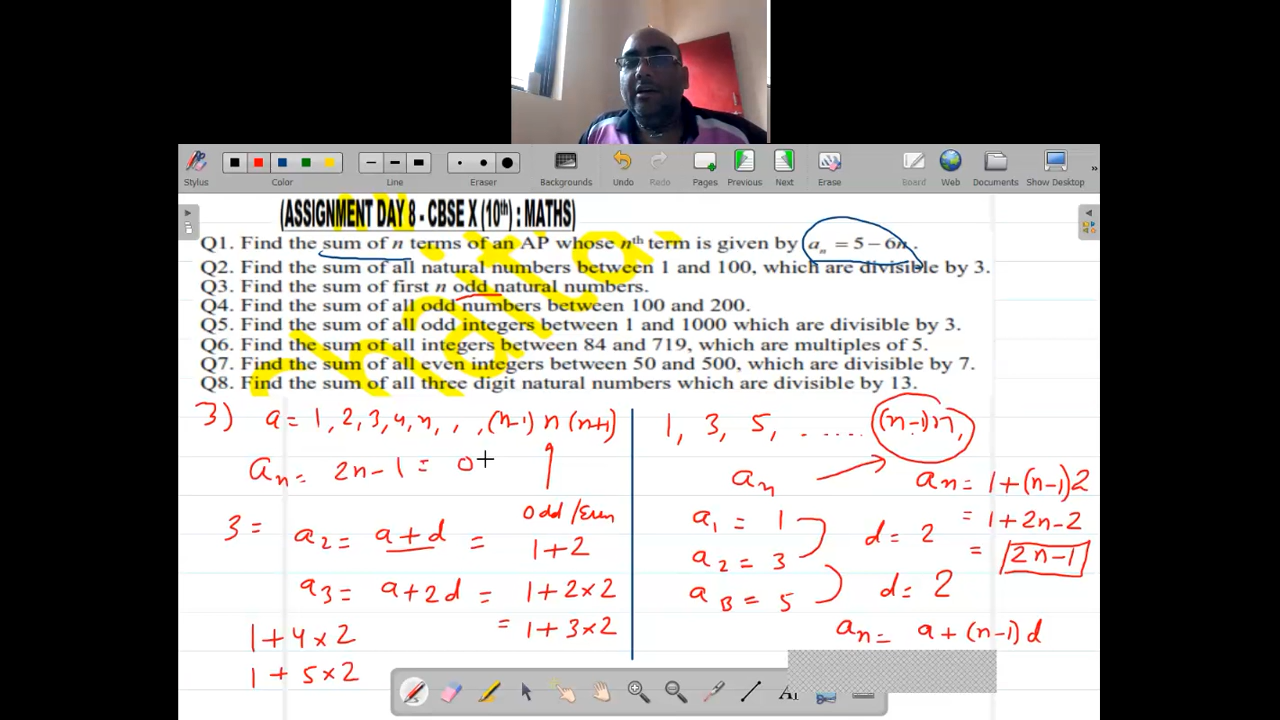 Stylus Color Line Eraser Backgrounds Undo Redo Pages Previous Next Erase Board Web Documents Show Desktop »
(ASSIGNMENT DAY 8 - CBSE X (10th) : MATHS)
Q1. Find the sum of n terms of an AP whose nth term is given by aₙ = 5 − 6n.
Q2. Find the sum of all natural numbers between 1 and 100, which are divisible by 3.
Q3. Find the sum of first n odd natural numbers.
Q4. Find the sum of all odd numbers between 100 and 200.
Q5. Find the sum of all odd integers between 1 and 1000 which are divisible by 3.
Q6. Find the sum of all integers between 84 and 719, which are multiples of 5.
Q7. Find the sum of all even integers between 50 and 500, which are divisible by 7.
Q8. Find the sum of all three digit natural numbers which are divisible by 13.
3) a = 1, 2, 3, 4, n, , , (n-1) n (n+1)
aₙ = 2n - 1 = 0
odd / Even
3 = a₂ = a + d = 1 + 2
a₃ = a + 2d = 1 + 2 × 2
= 1 + 3 × 2
1 + 4 × 2
1 + 5 × 2
1, 3, 5, ...... (n-1) n,
aₙ
aₙ = 1 + (n-1) 2
a₁ = 1
= 1 + 2n - 2
a₂ = 3
d = 2
= 2n - 1
a₃ = 5
d = 2
aₙ = a + (n-1) d